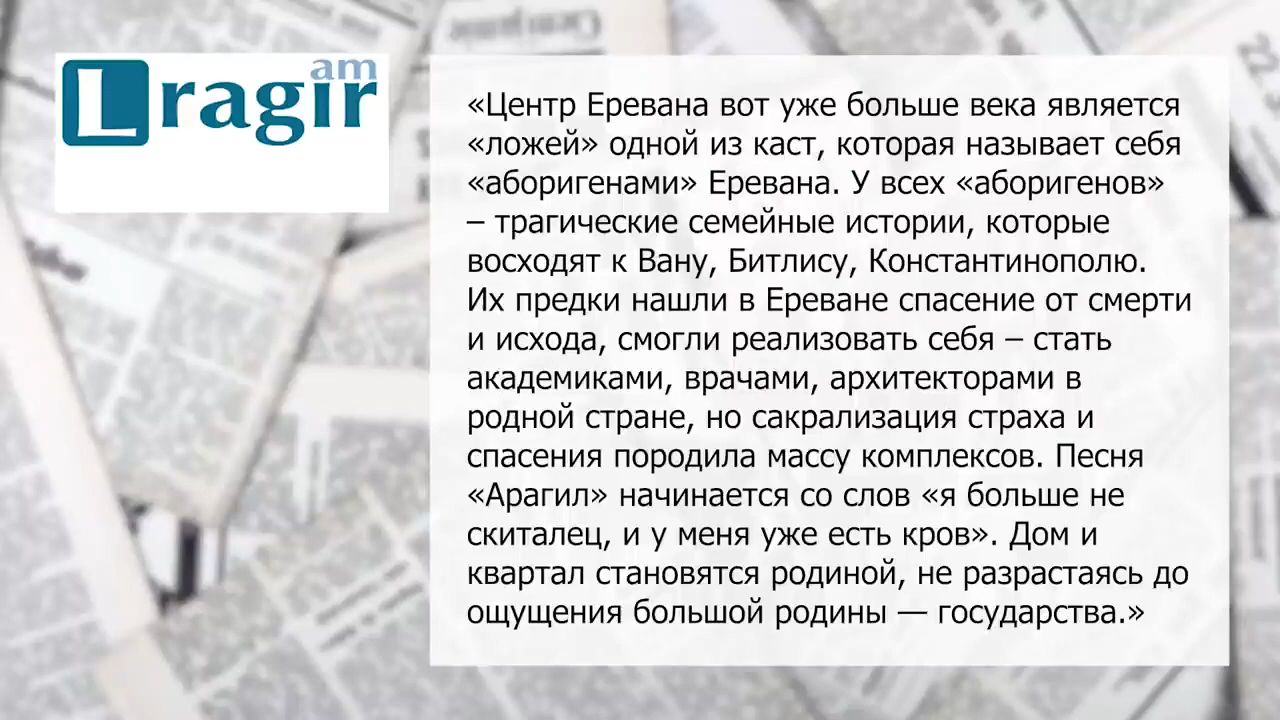 Lragir am
«Центр Еревана вот уже больше века является
«ложей» одной из каст, которая называет себя
«аборигенами» Еревана. У всех «аборигенов»
– трагические семейные истории, которые
восходят к Вану, Битлису, Константинополю.
Их предки нашли в Ереване спасение от смерти
и исхода, смогли реализовать себя – стать
академиками, врачами, архитекторами в
родной стране, но сакрализация страха и
спасения породила массу комплексов. Песня
«Арагил» начинается со слов «я больше не
скиталец, и у меня уже есть кров». Дом и
квартал становятся родиной, не разрастаясь до
ощущения большой родины — государства.»